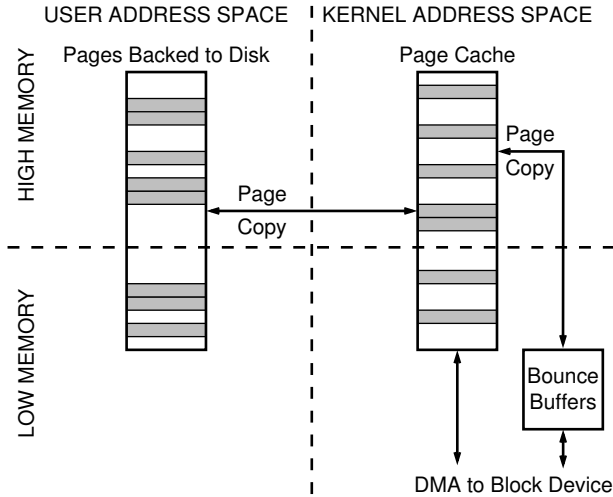 USER ADDRESS SPACE
KERNEL ADDRESS SPACE
Pages Backed to Disk
Page Cache
HIGH MEMORY
Page
Copy
Page
Copy
LOW MEMORY
Bounce
Buffers
DMA to Block Device